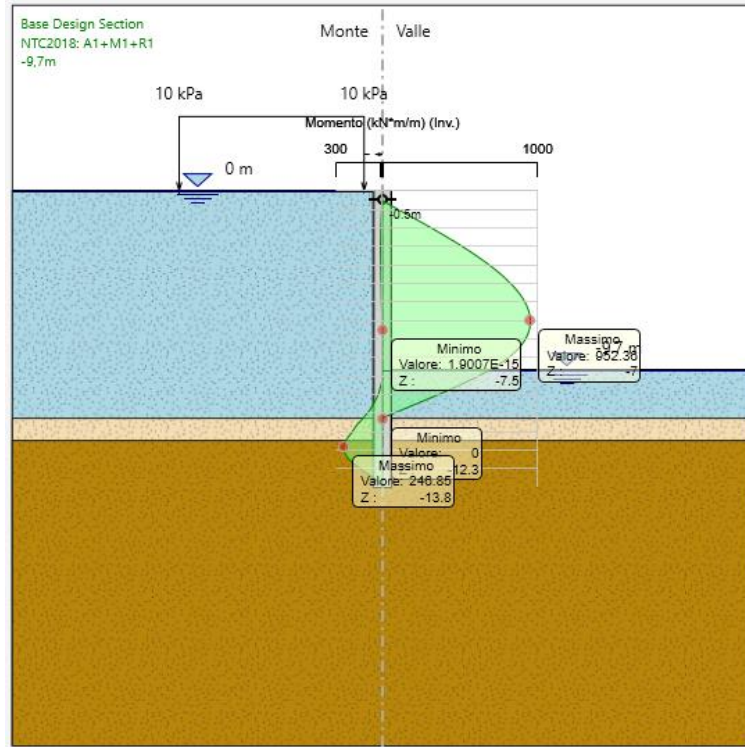 Base Design Section
NTC2018: A1+M1+R1
-9,7m
Monte
Valle
10 kPa
10 kPa
Momento (kN*m/m) (Inv.)
300
1000
0 m
-0.5m
Massimo
Valore: 952.36
Z : -7
-9,7 m
Minimo
Valore: 1.9007E-15
Z : -7.5
Minimo
0
-12.3
Massimo
Valore: 246.85
Z : -13.8